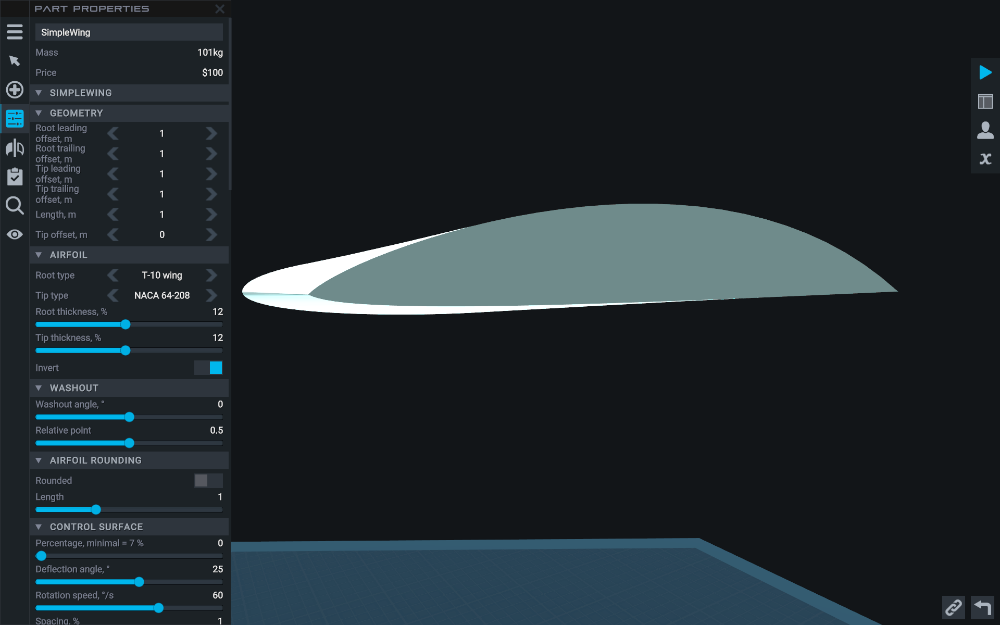 PART PROPERTIES
SimpleWing
Mass 101kg
Price $100
SIMPLEWING
GEOMETRY
Root leading offset, m 1
Root trailing offset, m 1
Tip leading offset, m 1
Tip trailing offset, m 1
Length, m 1
Tip offset, m 0
AIRFOIL
Root type T-10 wing
Tip type NACA 64-208
Root thickness, % 12
Tip thickness, % 12
Invert
WASHOUT
Washout angle, ° 0
Relative point 0.5
AIRFOIL ROUNDING
Rounded
Length 1
CONTROL SURFACE
Percentage, minimal = 7 % 0
Deflection angle, ° 25
Rotation speed, °/s 60
Spacing, % 1
x